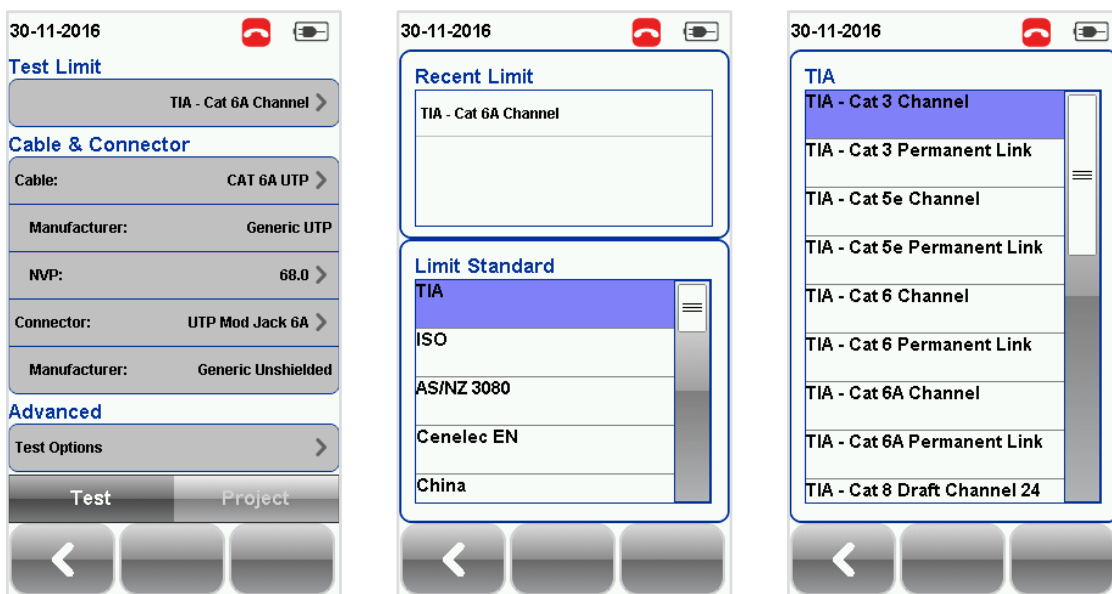 30-11-2016
Test Limit
TIA - Cat 6A Channel
Cable & Connector
Cable: CAT 6A UTP
Manufacturer: Generic UTP
NVP: 68.0
Connector: UTP Mod Jack 6A
Manufacturer: Generic Unshielded
Advanced
Test Options
Test Project
30-11-2016
Recent Limit
TIA - Cat 6A Channel
Limit Standard
TIA
ISO
AS/NZ 3080
Cenelec EN
China
30-11-2016
TIA
TIA - Cat 3 Channel
TIA - Cat 3 Permanent Link
TIA - Cat 5e Channel
TIA - Cat 5e Permanent Link
TIA - Cat 6 Channel
TIA - Cat 6 Permanent Link
TIA - Cat 6A Channel
TIA - Cat 6A Permanent Link
TIA - Cat 8 Draft Channel 24